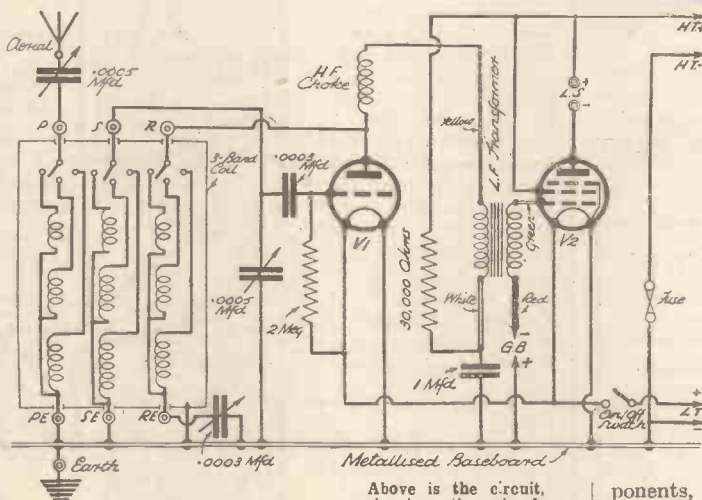 Aerial
.0005
Mfd
P
S
R
3-Band
Coil
.0003
Mfd
HF
Choke
V1
.0005
Mfd
2 Meg
30,000 Ohms
Yellow
L.F Transformer
White
Green
Red
1 Mfd
-
GB
+
+
L.S
-
V2
HT+
HT-
Fuse
On/Off
Switch
+
LT
-
PE
SE
RE
.0003 Mfd
Earth
Metallised Baseboard
Above is the circuit,
ponents,